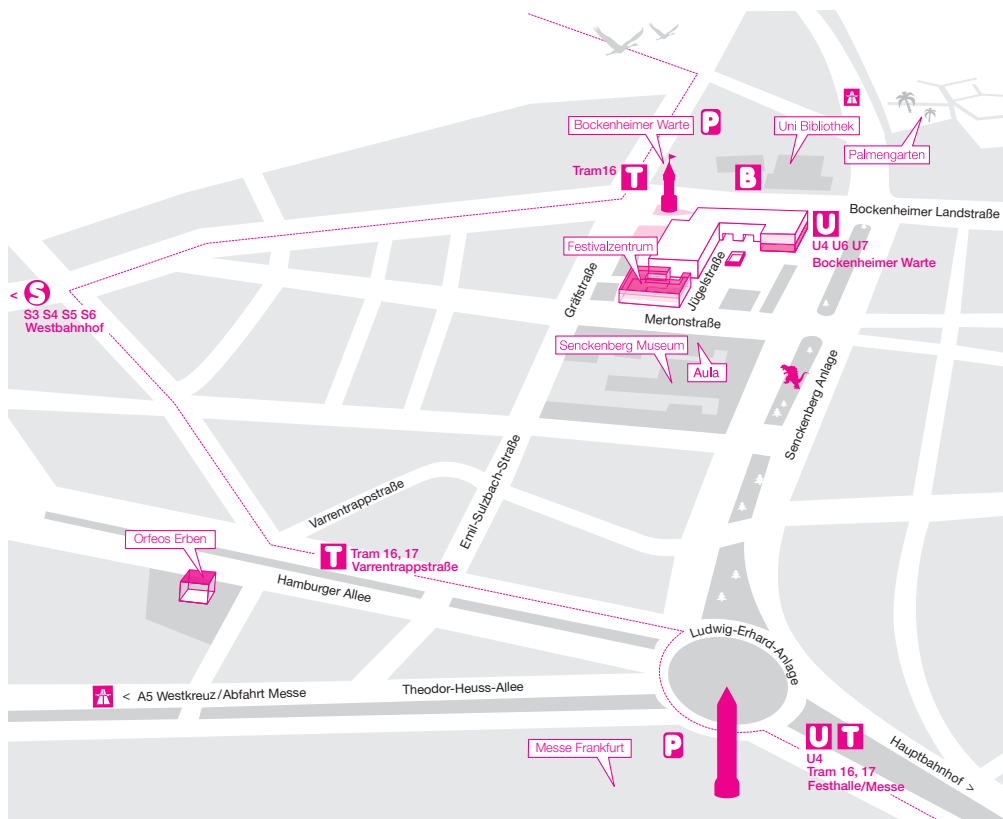 Bockenheimer Warte
P
Uni Bibliothek
Palmengarten
Tram16
T
B
Bockenheimer Landstraße
U
U4 U6 U7
Bockenheimer Warte
Festivalzentrum
Gräfstraße
Jügelstraße
Mertonstraße
< S
S3 S4 S5 S6
Westbahnhof
Senckenberg Museum
Aula
Senckenberg Anlage
Emil-Sulzbach-Straße
Varrentrappstraße
Orfeos Erben
T
Tram 16, 17
Varrentrappstraße
Hamburger Allee
Ludwig-Erhard-Anlage
< A5 Westkreuz/Abfahrt Messe
Theodor-Heuss-Allee
Messe Frankfurt
P
U T
U4
Tram 16, 17
Festhalle/Messe
Hauptbahnhof >